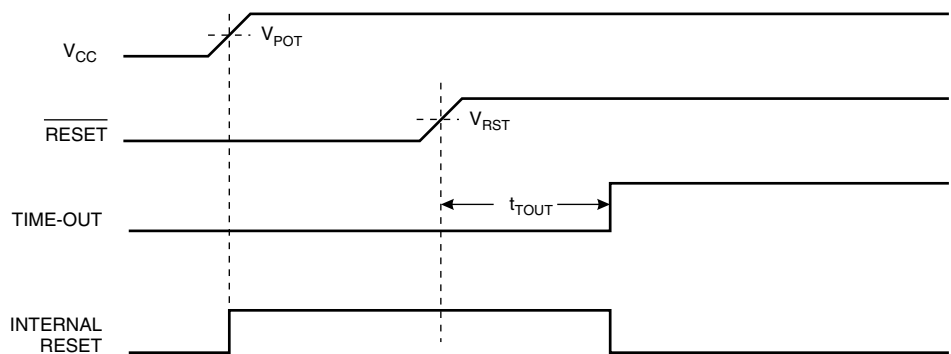 V_CC
V_POT
RESET
V_RST
TIME-OUT
t_TOUT
INTERNAL
RESET